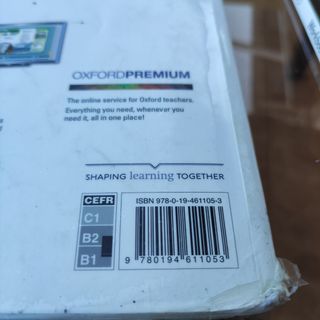 OXFORDPREMIUM
The online service for Oxford teachers.
Everything you need, whenever you
need it, all in one place!
SHAPING learning TOGETHER
CEFR
C1
B2
B1
ISBN 978-0-19-461105-3
9 780194 611053